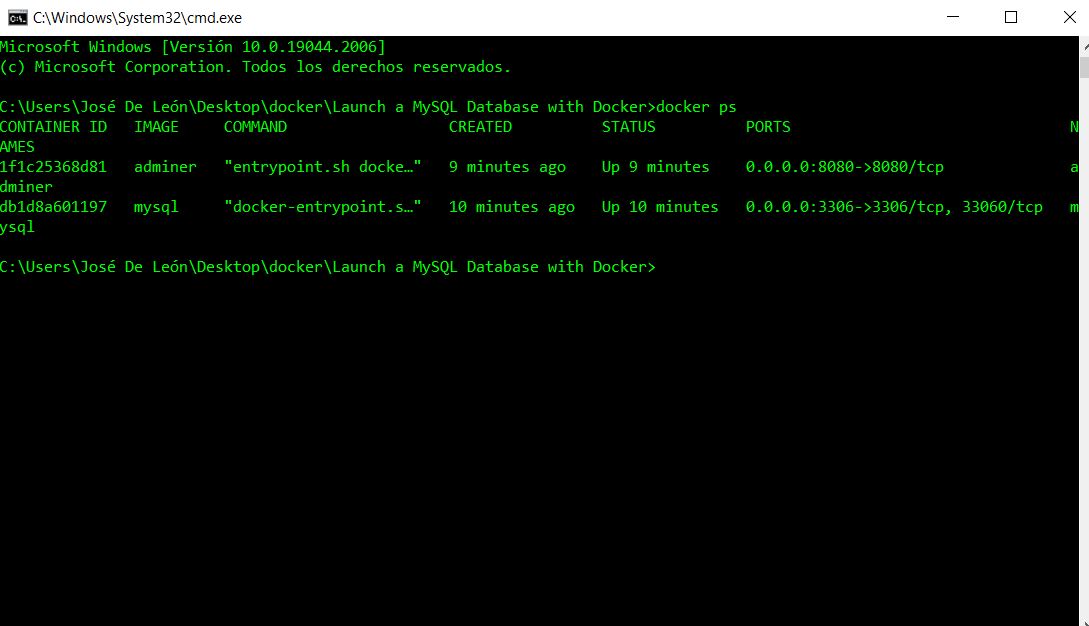 C:\Windows\System32\cmd.exe
Microsoft Windows [Versión 10.0.19044.2006]
(c) Microsoft Corporation. Todos los derechos reservados.
C:\Users\José De León\Desktop\docker\Launch a MySQL Database with Docker>docker ps
CONTAINER ID   IMAGE     COMMAND                  CREATED          STATUS          PORTS                               N
AMES
1f1c25368d81   adminer   "entrypoint.sh docke…"   9 minutes ago    Up 9 minutes    0.0.0.0:8080->8080/tcp              a
dminer
db1d8a601197   mysql     "docker-entrypoint.s…"   10 minutes ago   Up 10 minutes   0.0.0.0:3306->3306/tcp, 33060/tcp   m
ysql
C:\Users\José De León\Desktop\docker\Launch a MySQL Database with Docker>